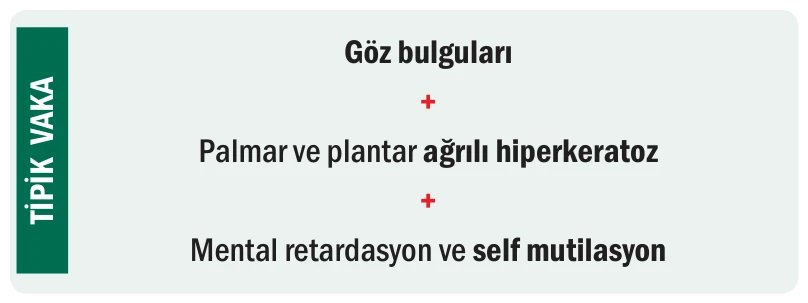 TİPİK VAKA
Göz bulguları
+
Palmar ve plantar ağrılı hiperkeratoz
+
Mental retardasyon ve self mutilasyon